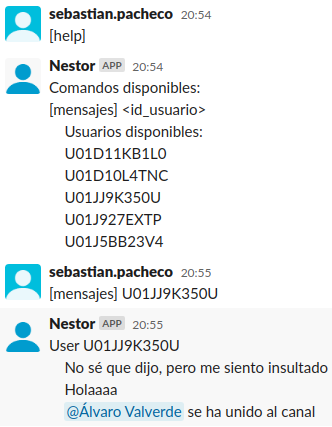 sebastian.pacheco 20:54
[help]
Nestor APP 20:54
Comandos disponibles:
[mensajes] <id_usuario>
Usuarios disponibles:
U01D11KB1L0
U01D10L4TNC
U01JJ9K350U
U01J927EXTP
U01J5BB23V4
sebastian.pacheco 20:55
[mensajes] U01JJ9K350U
Nestor APP 20:55
User U01JJ9K350U
No sé que dijo, pero me siento insultado
Holaaaa
@Álvaro Valverde se ha unido al canal